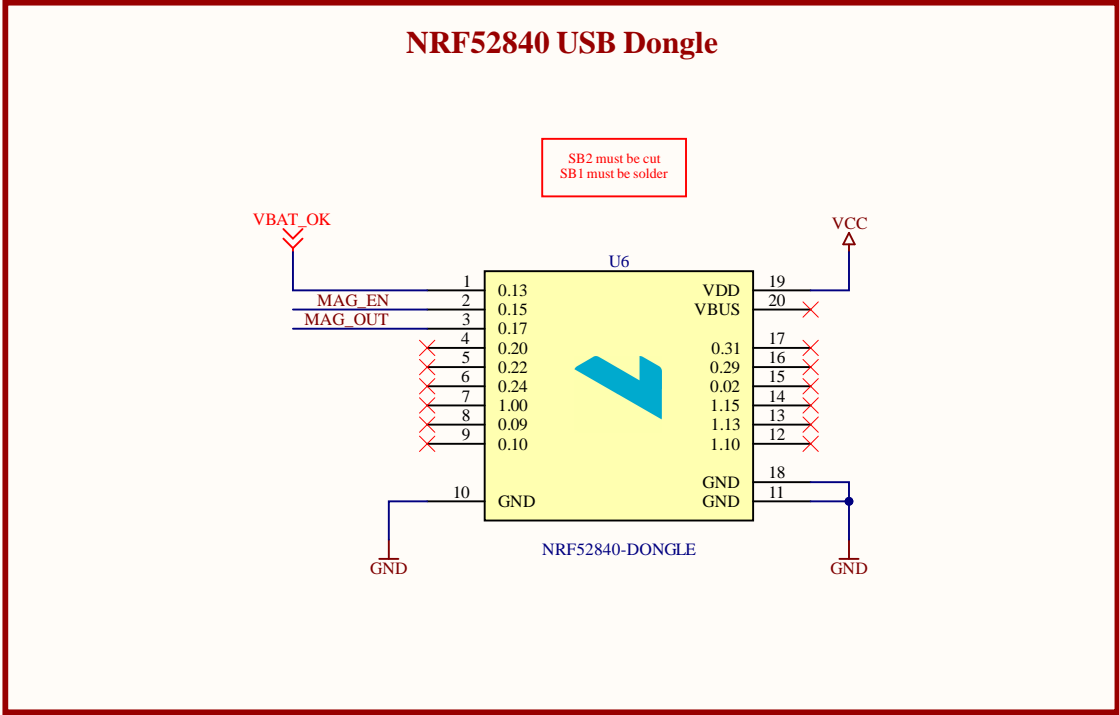 NRF52840 USB Dongle
SB2 must be cut
SB1 must be solder
VBAT_OK
VCC
U6
1 0.13 VDD 19
MAG_EN 2 0.15 VBUS 20
MAG_OUT 3 0.17
4 0.20 0.31 17
5 0.22 0.29 16
6 0.24 0.02 15
7 1.00 1.15 14
8 0.09 1.13 13
9 0.10 1.10 12
GND 18
10 GND GND 11
NRF52840-DONGLE
GND GND